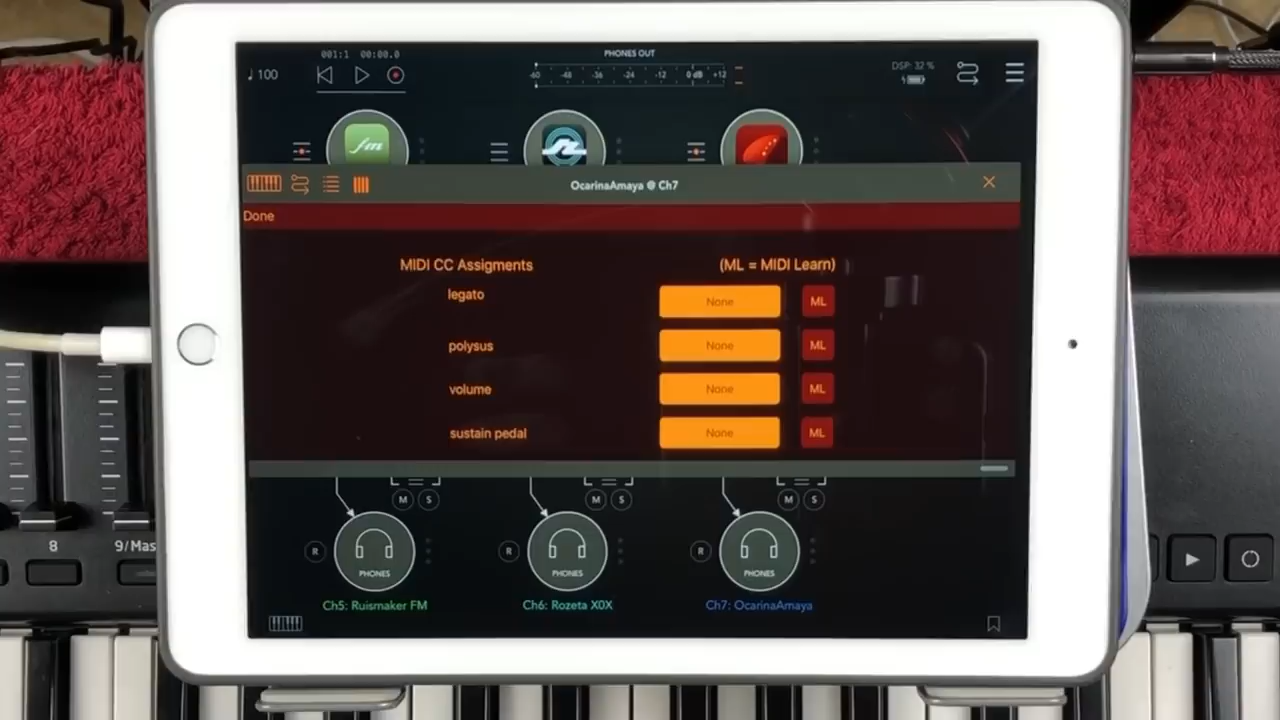 001:1 00:00.0
PHONES OUT
♩100
-60 -48 -36 -24 -12 0 dB +12
DSP: 32 %
fm
OcarinaAmaya @ Ch7
Done
MIDI CC Assigments
(ML = MIDI Learn)
legato
None
ML
polysus
None
ML
volume
None
ML
sustain pedal
None
ML
M S
M S
M S
R
PHONES
R
PHONES
R
PHONES
8
9/Mas
Ch5: Ruismaker FM
Ch6: Rozeta X0X
Ch7: OcarinaAmaya